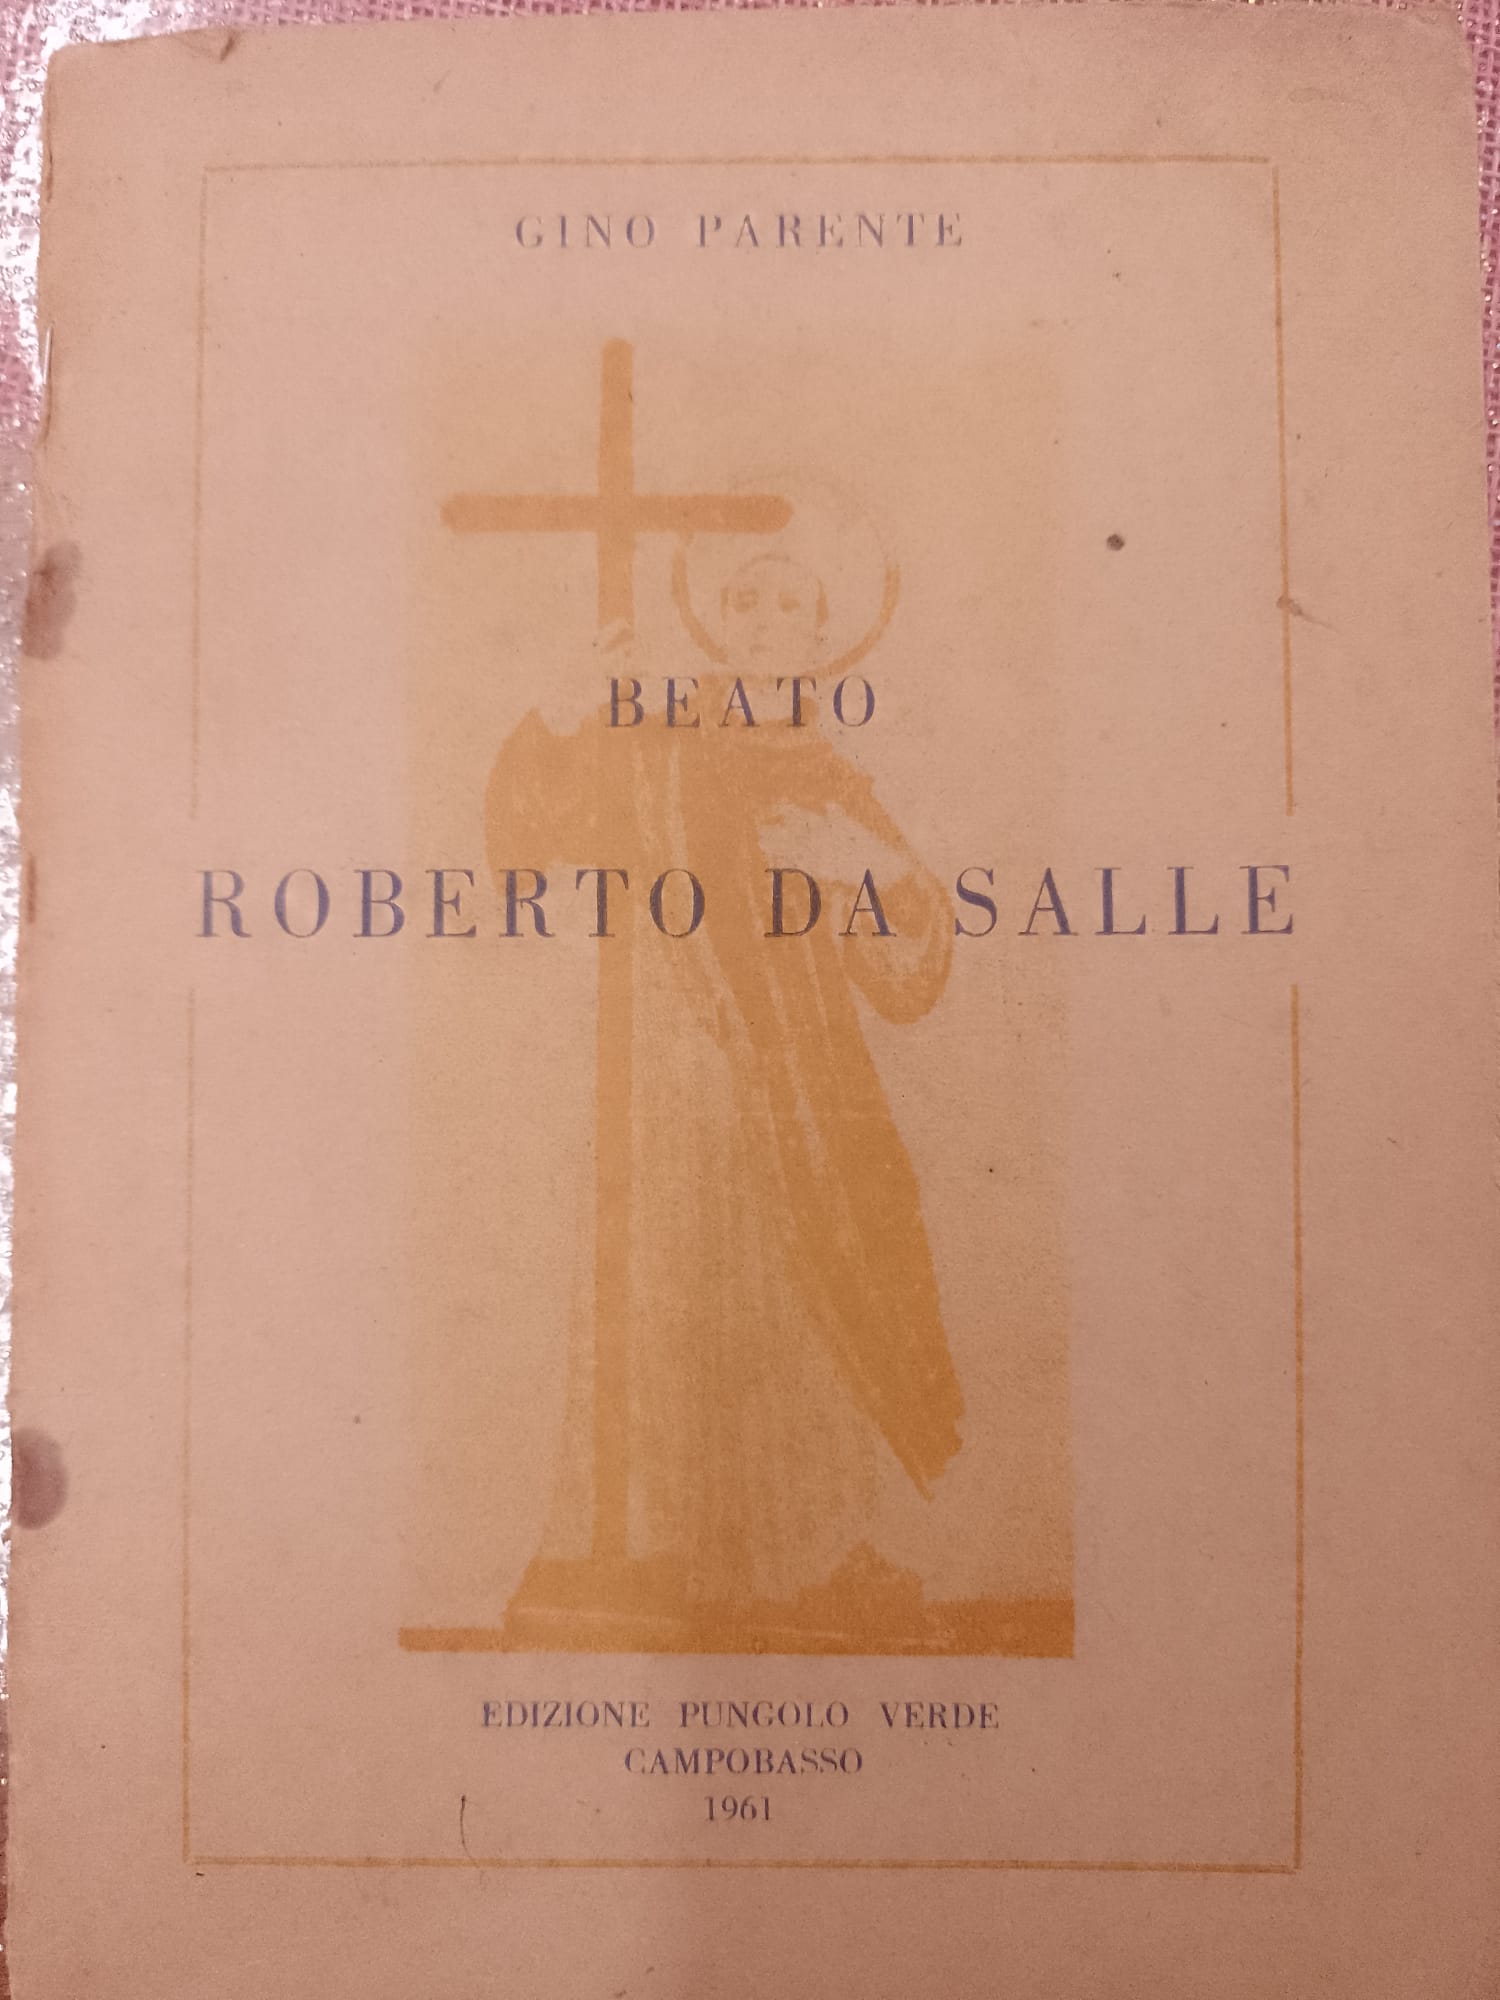 GINO PARENTE
BEATO
ROBERTO DA SALLE
EDIZIONE PUNGOLO VERDE
CAMPOBASSO
1961